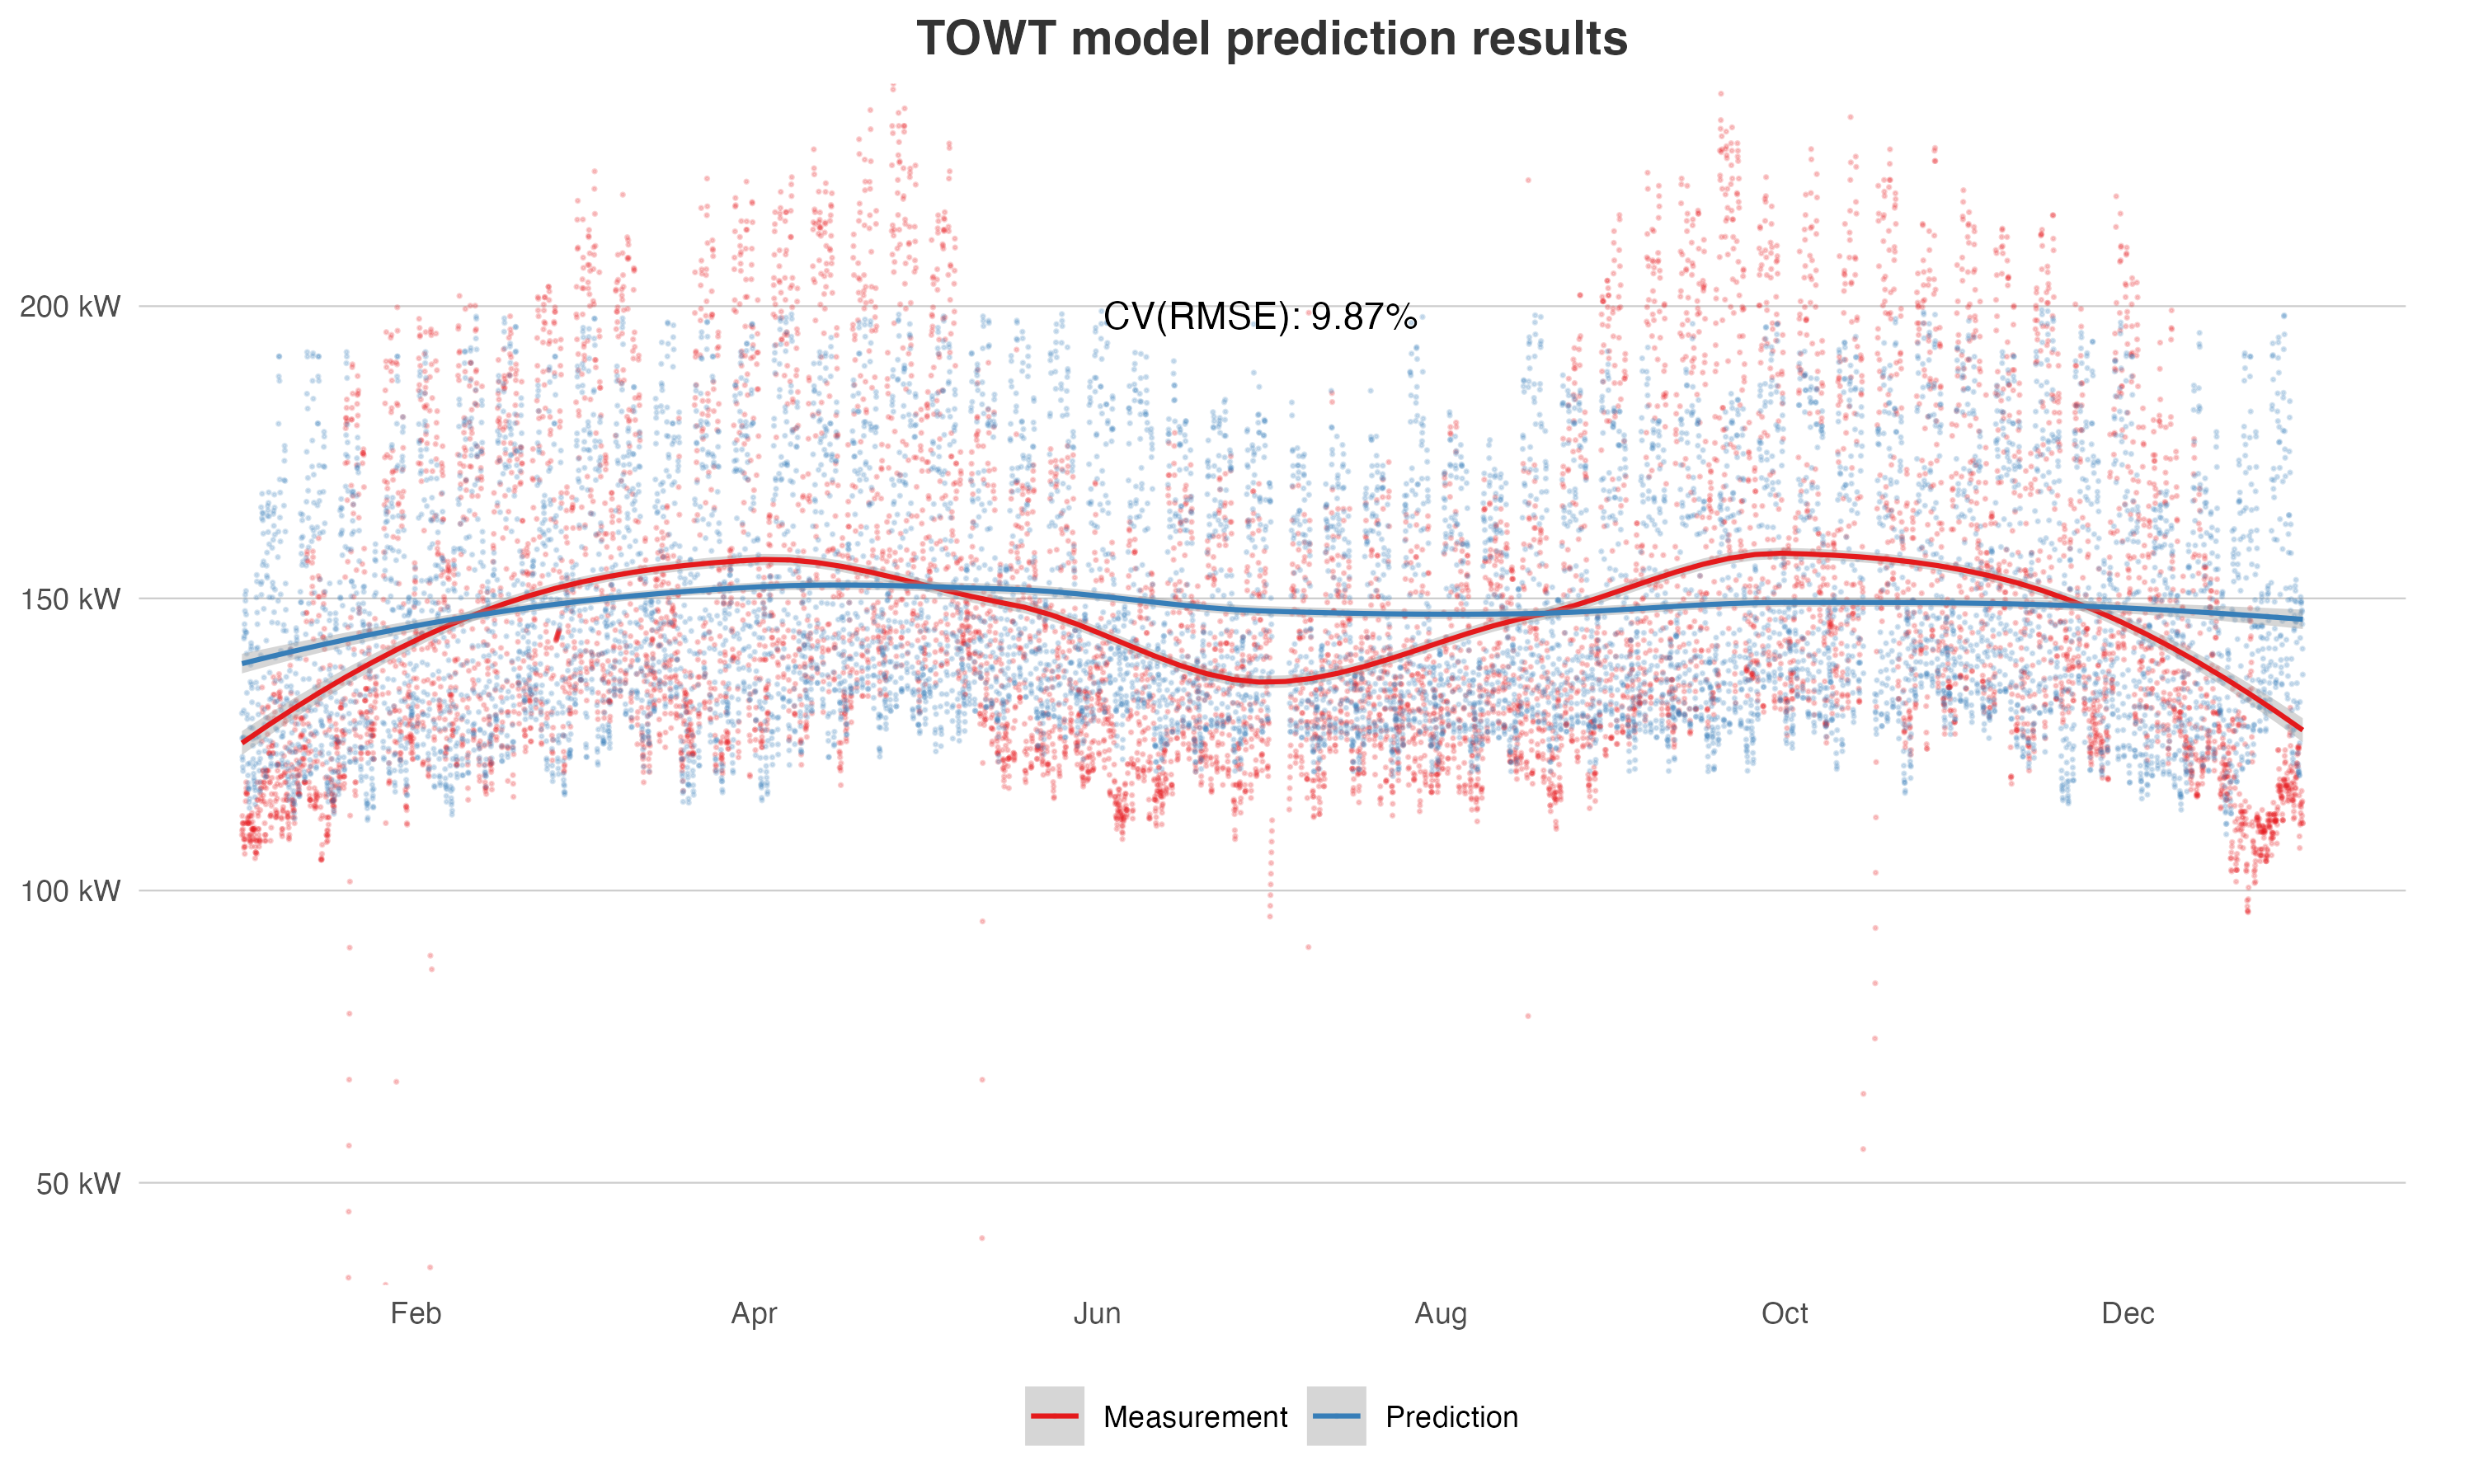 TOWT model prediction results
200 kW
CV(RMSE): 9.87%
150 kW
100 kW
50 kW
Feb Apr Jun Aug Oct Dec
Measurement Prediction